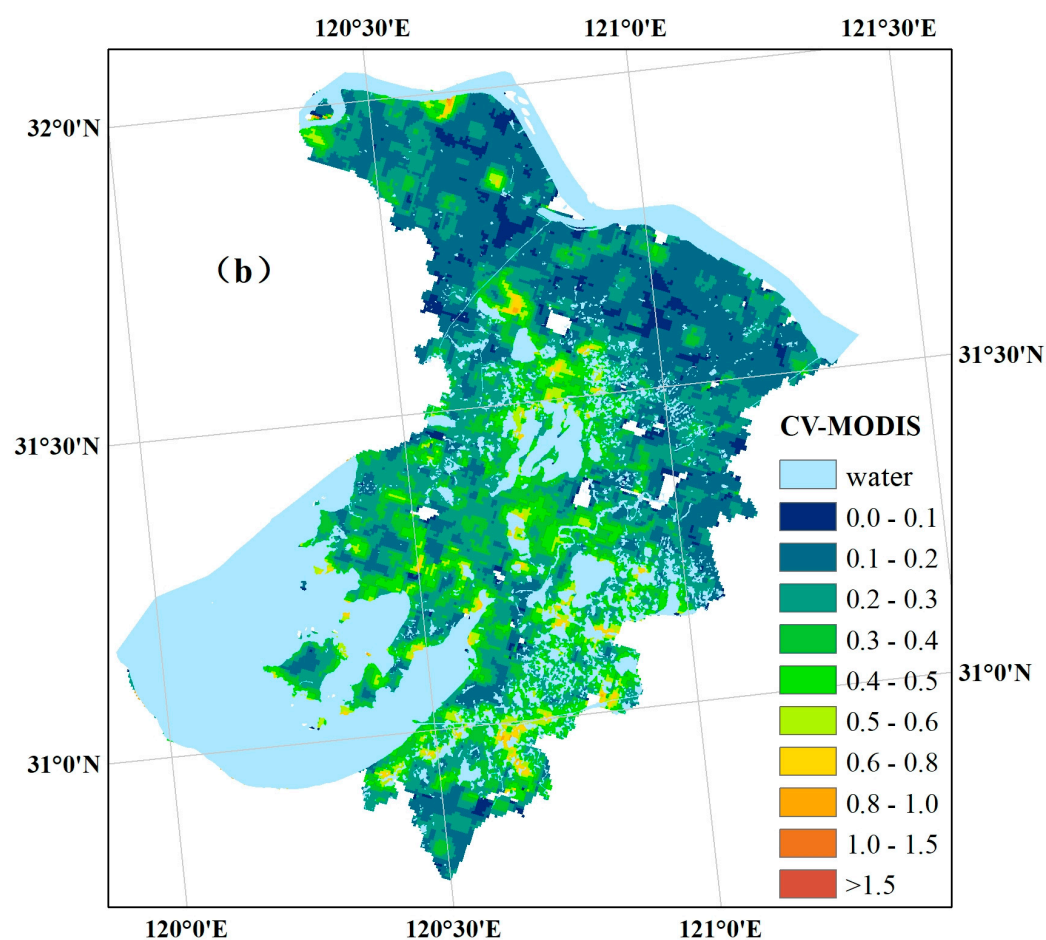 120°30'E 121°0'E 121°30'E
32°0'N
（b）
31°30'N
31°30'N
CV-MODIS
water
0.0 - 0.1
0.1 - 0.2
0.2 - 0.3
0.3 - 0.4
0.4 - 0.5
0.5 - 0.6
0.6 - 0.8
0.8 - 1.0
1.0 - 1.5
>1.5
31°0'N
31°0'N
120°0'E 120°30'E 121°0'E